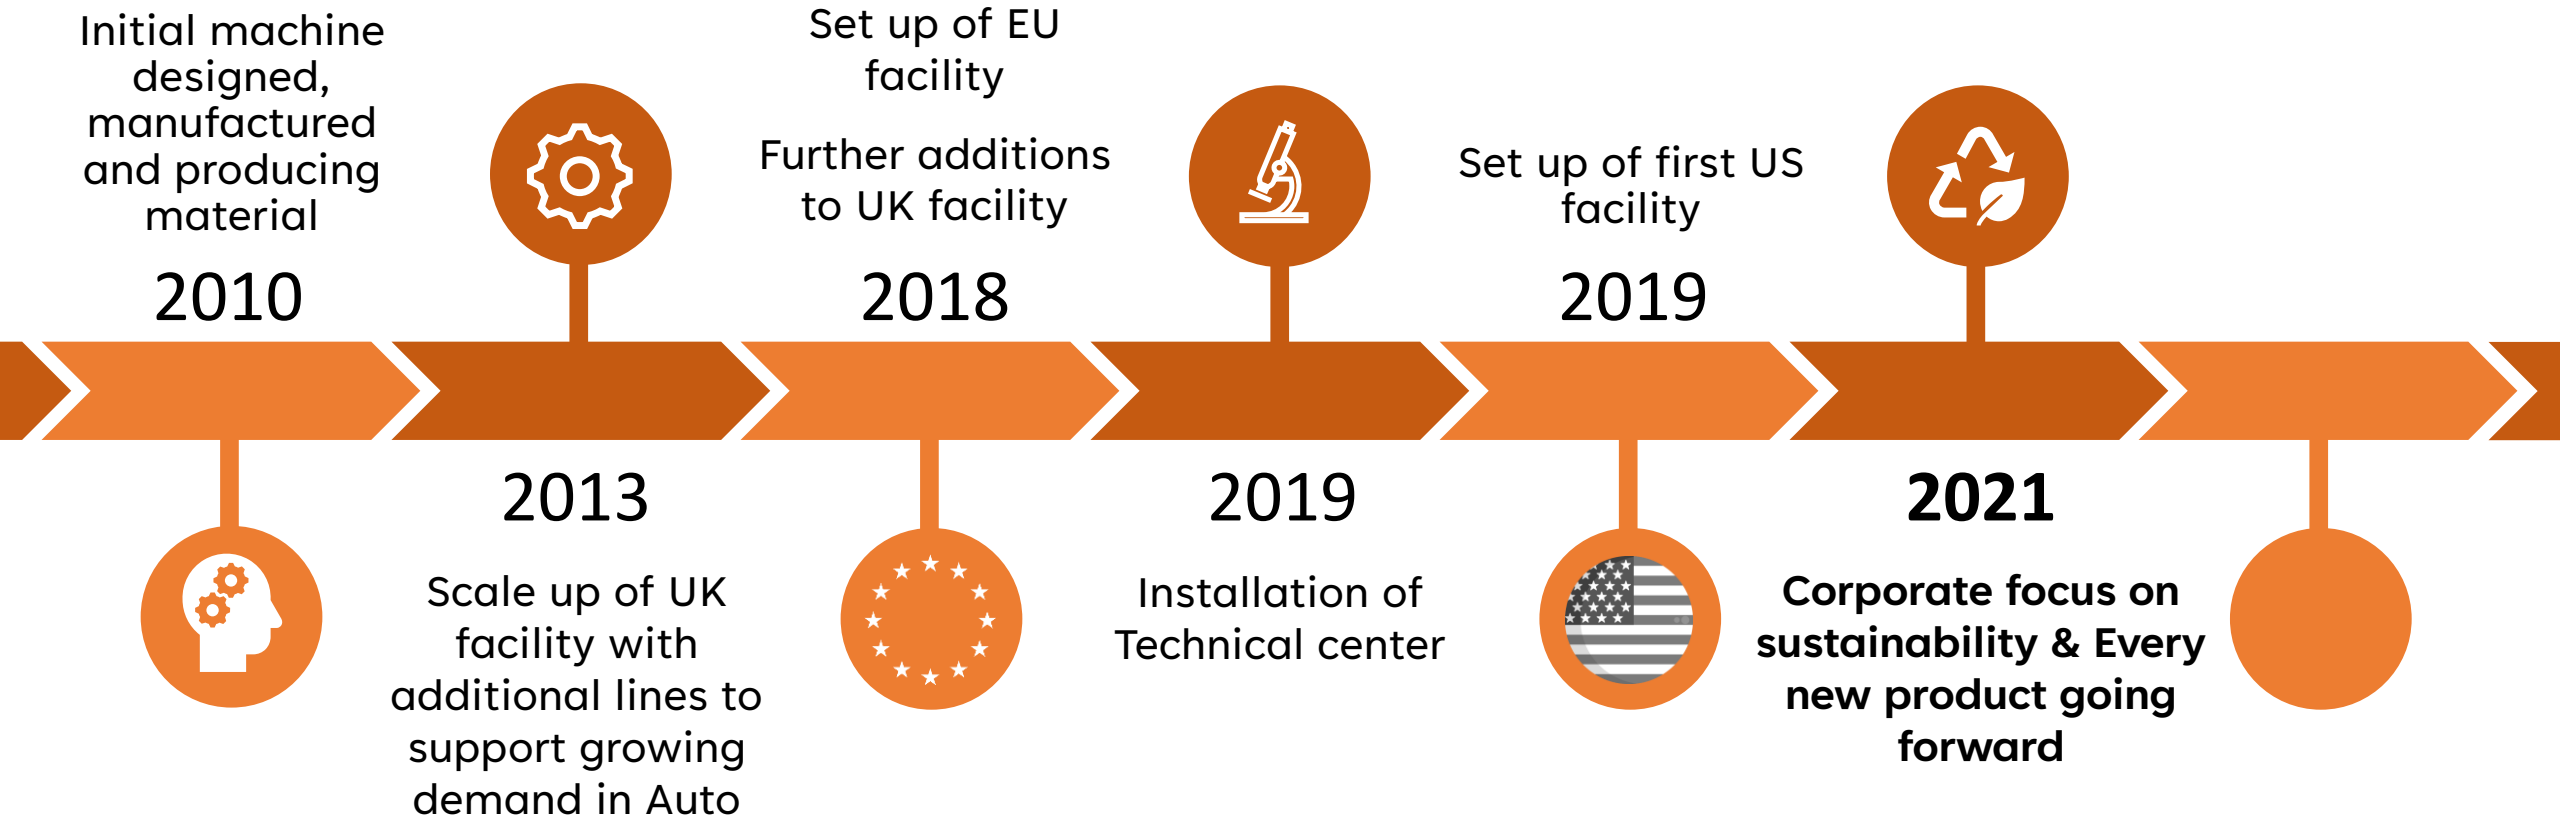 Initial machine
designed,
manufactured
and producing
material
2010
2013
Scale up of UK
facility with
additional lines to
support growing
demand in Auto
Set up of EU
facility
Further additions
to UK facility
2018
2019
Installation of
Technical center
Set up of first US
facility
2019
2021
Corporate focus on
sustainability & Every
new product going
forward